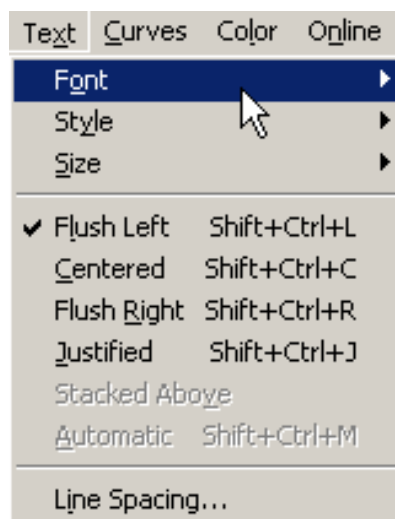 Text Curves Color Online
Font
Style
Size
Flush Left Shift+Ctrl+L
Centered Shift+Ctrl+C
Flush Right Shift+Ctrl+R
Justified Shift+Ctrl+J
Stacked Above
Automatic Shift+Ctrl+M
Line Spacing...